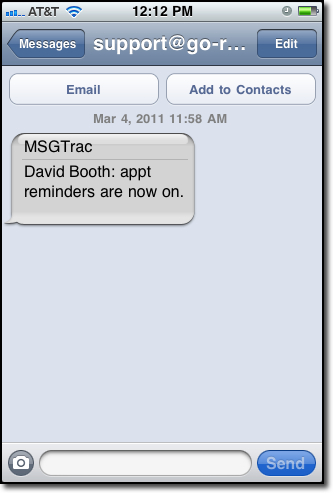 AT&T 12:12 PM
Messages support@go-r... Edit
Email Add to Contacts
Mar 4, 2011 11:58 AM
MSGTrac
David Booth: appt
reminders are now on.
Send